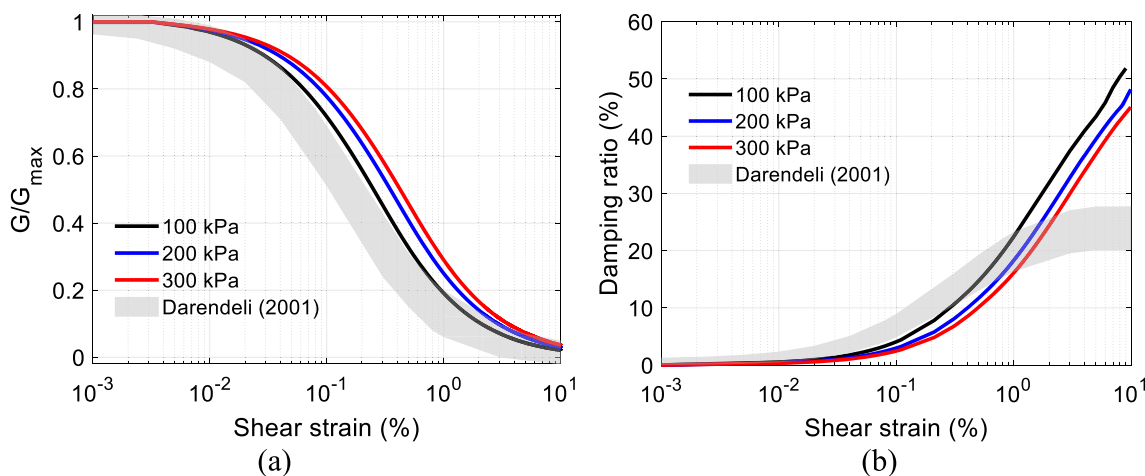 1
0.8
0.6
0.4
0.2
0
G/Gmax
100 kPa
200 kPa
300 kPa
Darendeli (2001)
10^-3
10^-2
10^-1
10^0
10^1
Shear strain (%)
(a)
60
50
40
30
20
10
0
Damping ratio (%)
100 kPa
200 kPa
300 kPa
Darendeli (2001)
10^-3
10^-2
10^-1
10^0
10^1
Shear strain (%)
(b)